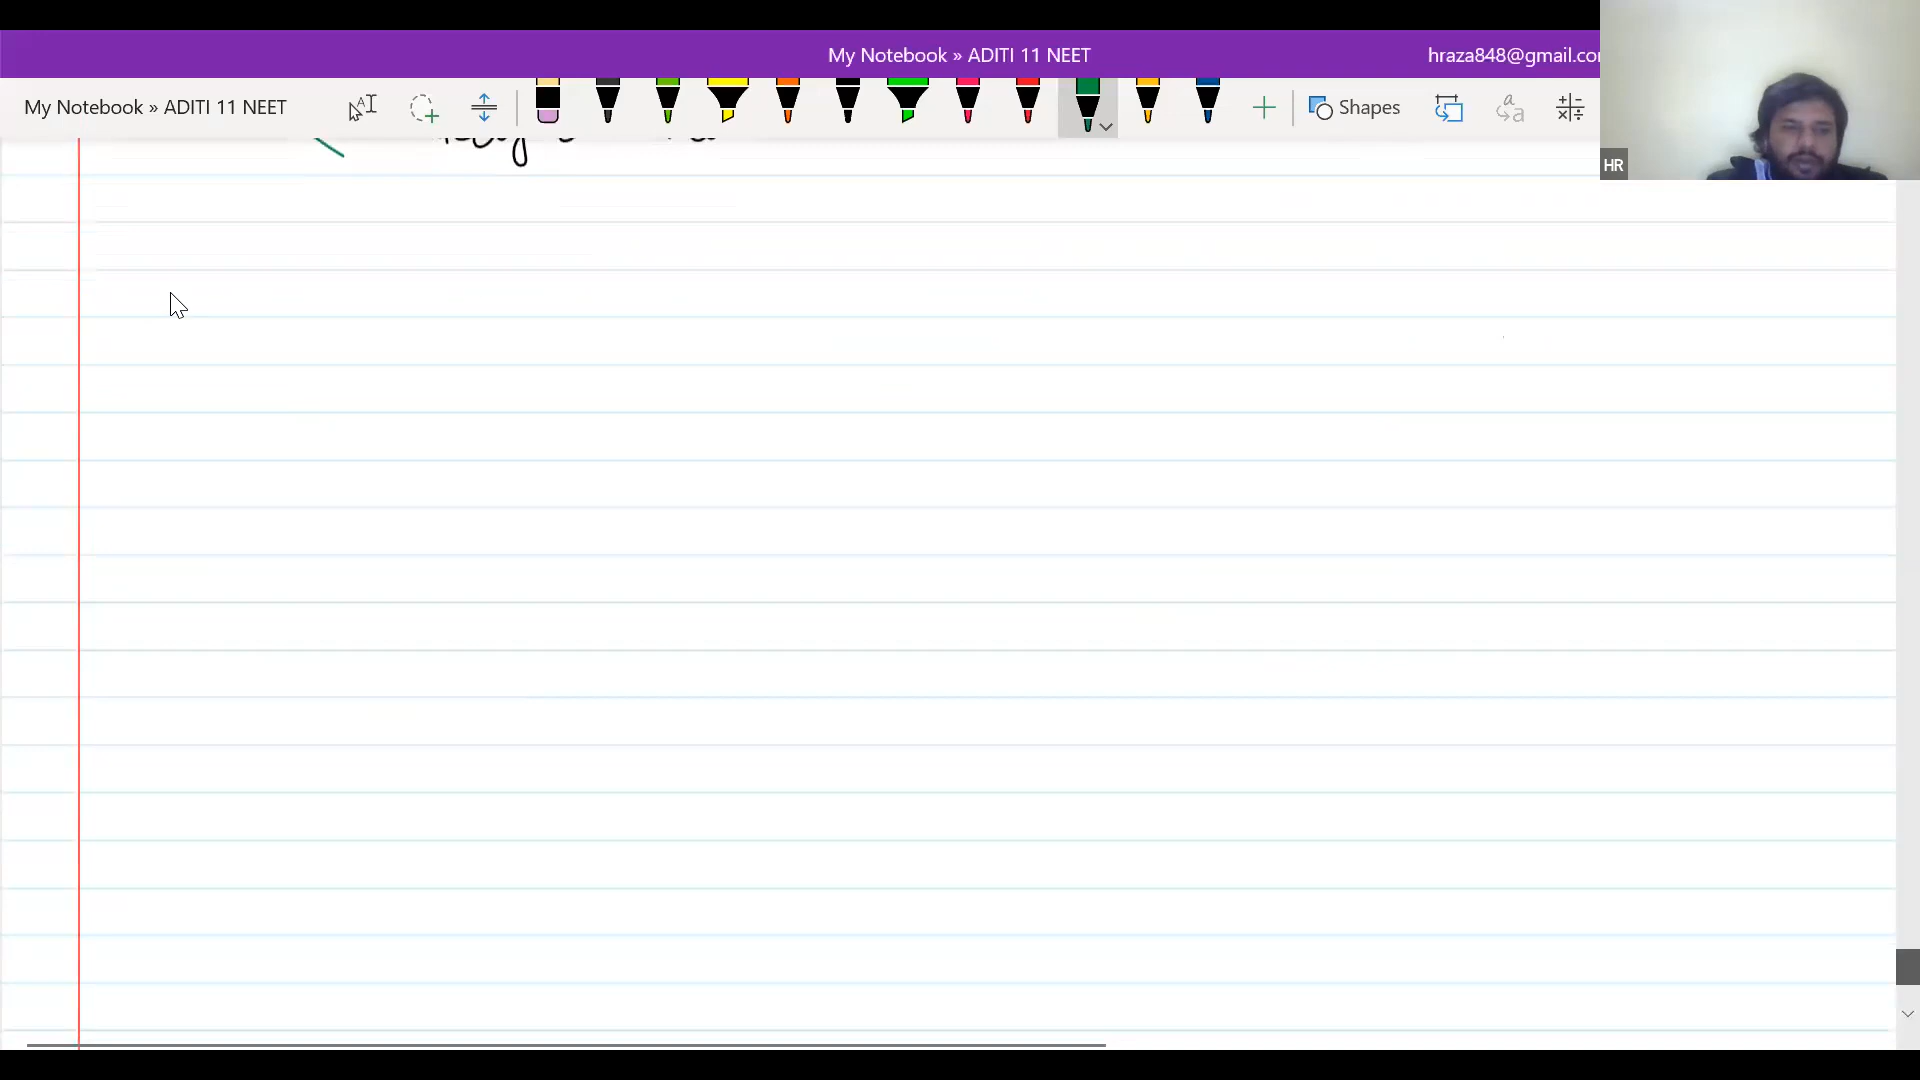 My Notebook » ADITI 11 NEET
hraza848@gmail.co
My Notebook » ADITI 11 NEET
Shapes
HR